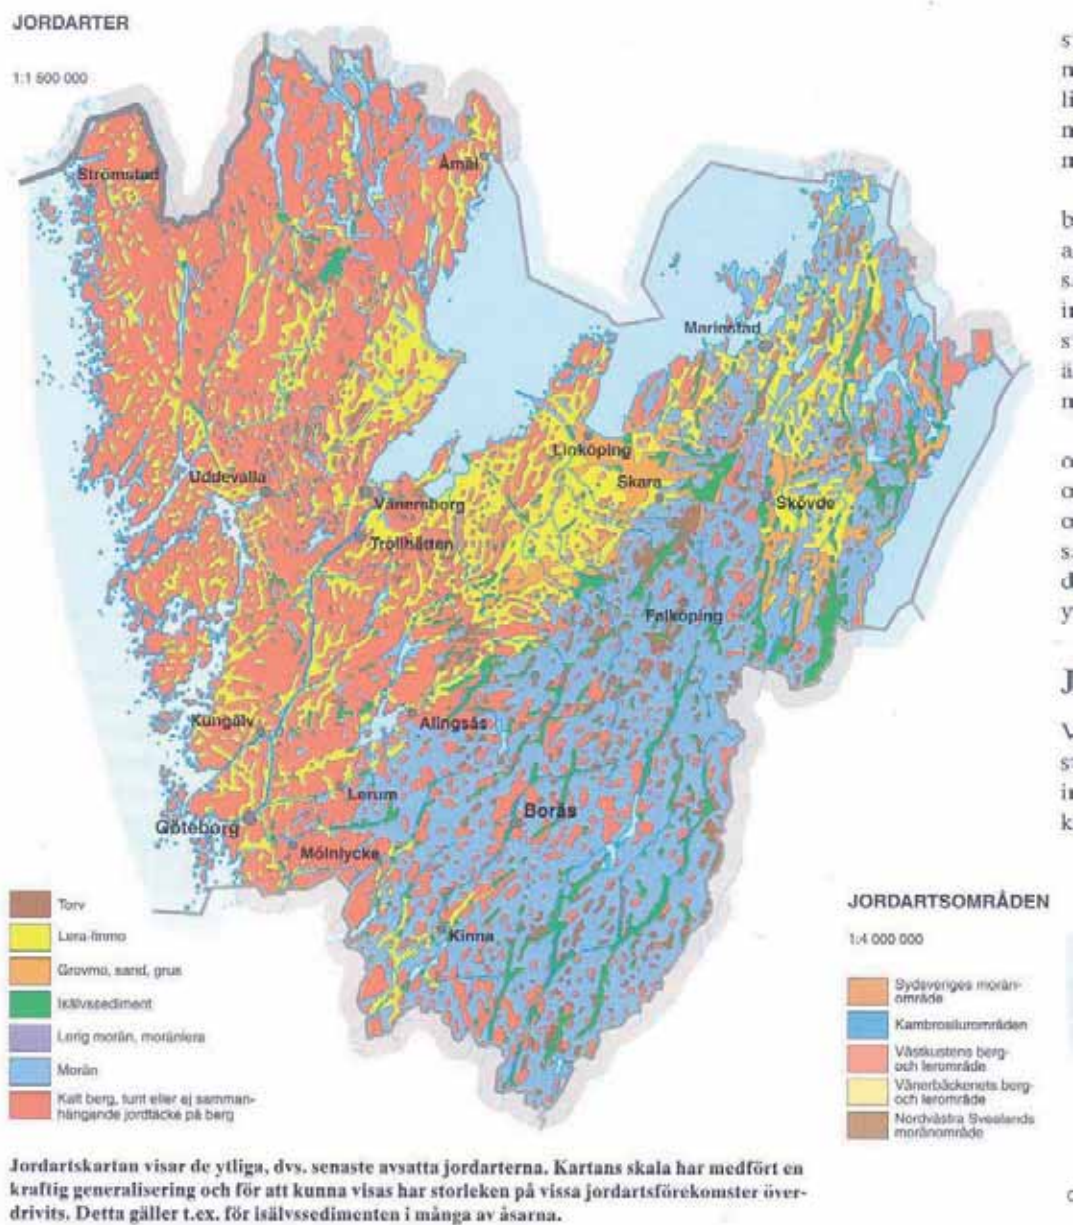 JORDARTER
1:1 500 000
Strömstad
Åmål
Mariestad
Uddevalla
Linköping
Skara
Vänersborg
Skövde
Trollhätten
Falköping
Kungälv
Alingsås
Lerum
Borås
Göteborg
Mölnlycke
Kinna
Torv
Lera-finmo
Grovmo, sand, grus
Isälvssediment
Lerig morän, moränlera
Morän
Kalt berg, tunt eller ej samman-
hängande jordtäcke på berg
JORDARTSOMRÅDEN
1:4 000 000
Sydsveriges morän-
område
Kambrosilurområden
Västkustens berg-
och lerområde
Vänerbäckenets berg-
och lerområde
Nordvästra Svealands
moränområde
Jordartskartan visar de ytliga, dvs. senaste avsatta jordarterna. Kartans skala har medfört en
kraftig generalisering och för att kunna visas har storleken på vissa jordartsförekomster över-
drivits. Detta gäller t.ex. för isälvssedimenten i många av åsarna.